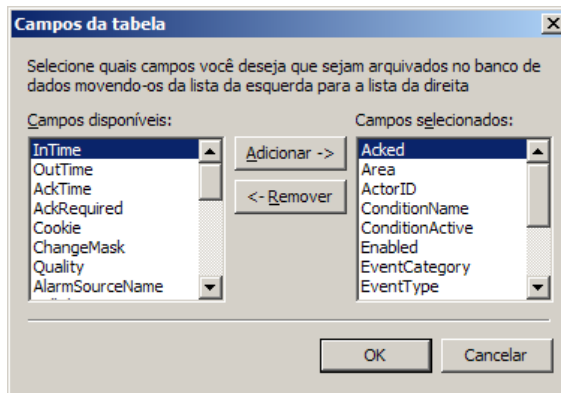 Campos da tabela
Selecione quais campos você deseja que sejam arquivados no banco de
dados movendo-os da lista da esquerda para a lista da direita
Campos disponíveis:
InTime
OutTime
AckTime
AckRequired
Cookie
ChangeMask
Quality
AlarmSourceName
Adicionar ->
<- Remover
Campos selecionados:
Acked
Area
ActorID
ConditionName
ConditionActive
Enabled
EventCategory
EventType
OK
Cancelar